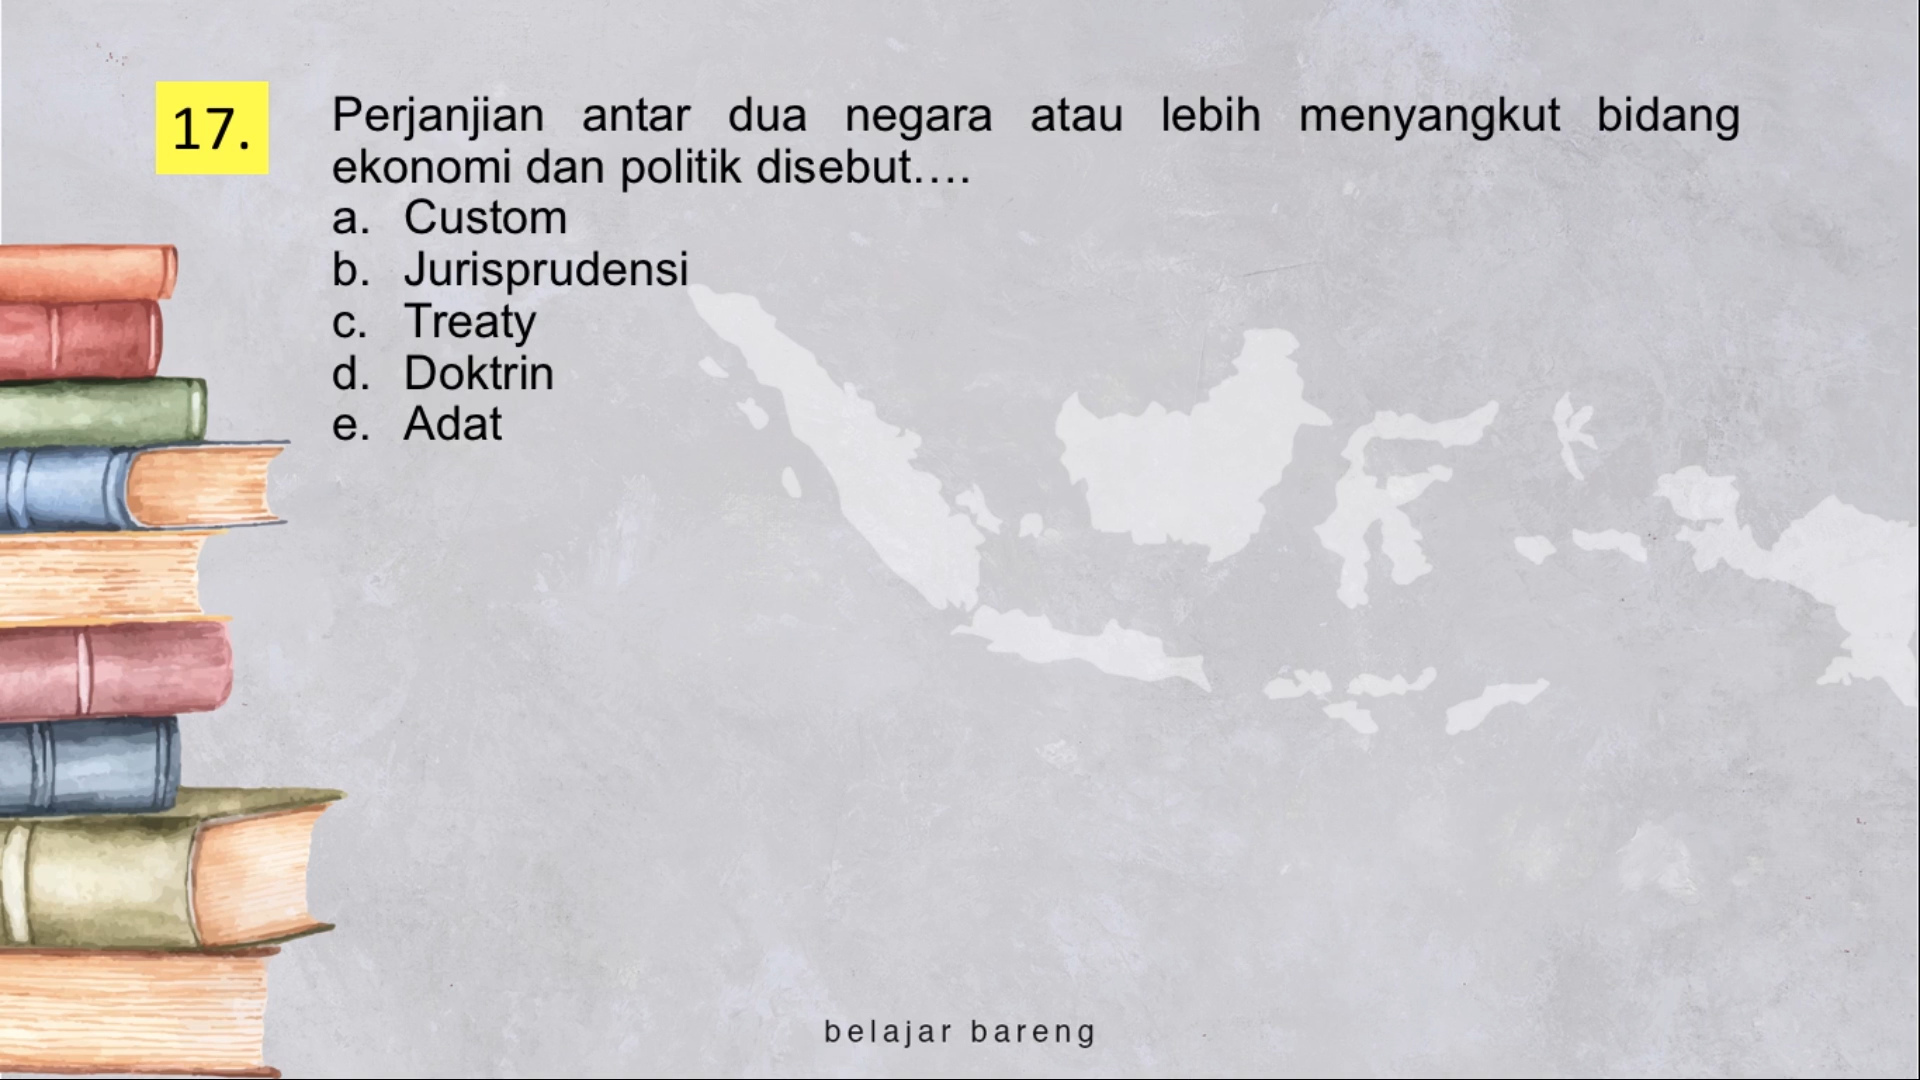 17.
Perjanjian antar dua negara atau lebih menyangkut bidang
ekonomi dan politik disebut....
a. Custom
b. Jurisprudensi
c. Treaty
d. Doktrin
e. Adat
belajar bareng